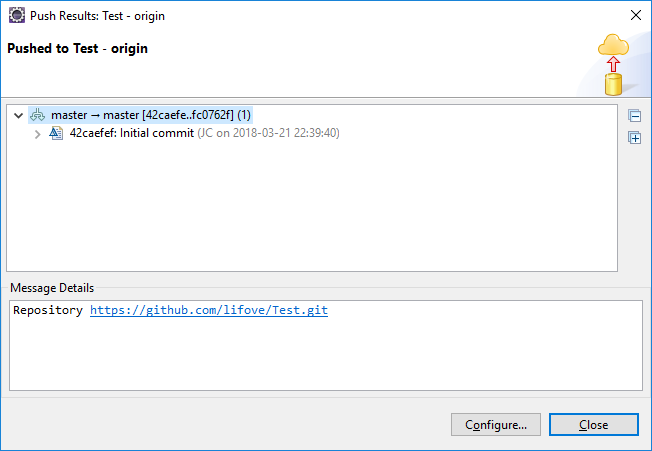 Push Results: Test - origin
Pushed to Test - origin
master → master [42caefe..fc0762f] (1)
42caefef: Initial commit (JC on 2018-03-21 22:39:40)
Message Details
Repository https://github.com/lifove/Test.git
Configure...
Close